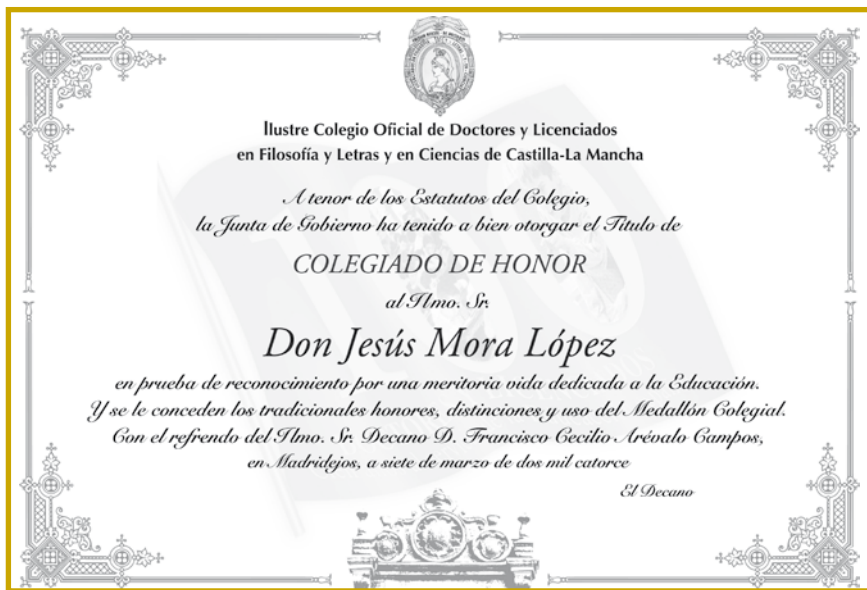 Ilustre Colegio Oficial de Doctores y Licenciados
en Filosofía y Letras y en Ciencias de Castilla-La Mancha
A tenor de los Estatutos del Colegio,
la Junta de Gobierno ha tenido a bien otorgar el Título de
COLEGIADO DE HONOR
al Ilmo. Sr.
Don Jesús Mora López
en prueba de reconocimiento por una meritoria vida dedicada a la Educación.
Y se le conceden los tradicionales honores, distinciones y uso del Medallón Colegial.
Con el refrendo del Ilmo. Sr. Decano D. Francisco Cecilio Arévalo Campos,
en Madridejos, a siete de marzo de dos mil catorce
El Decano